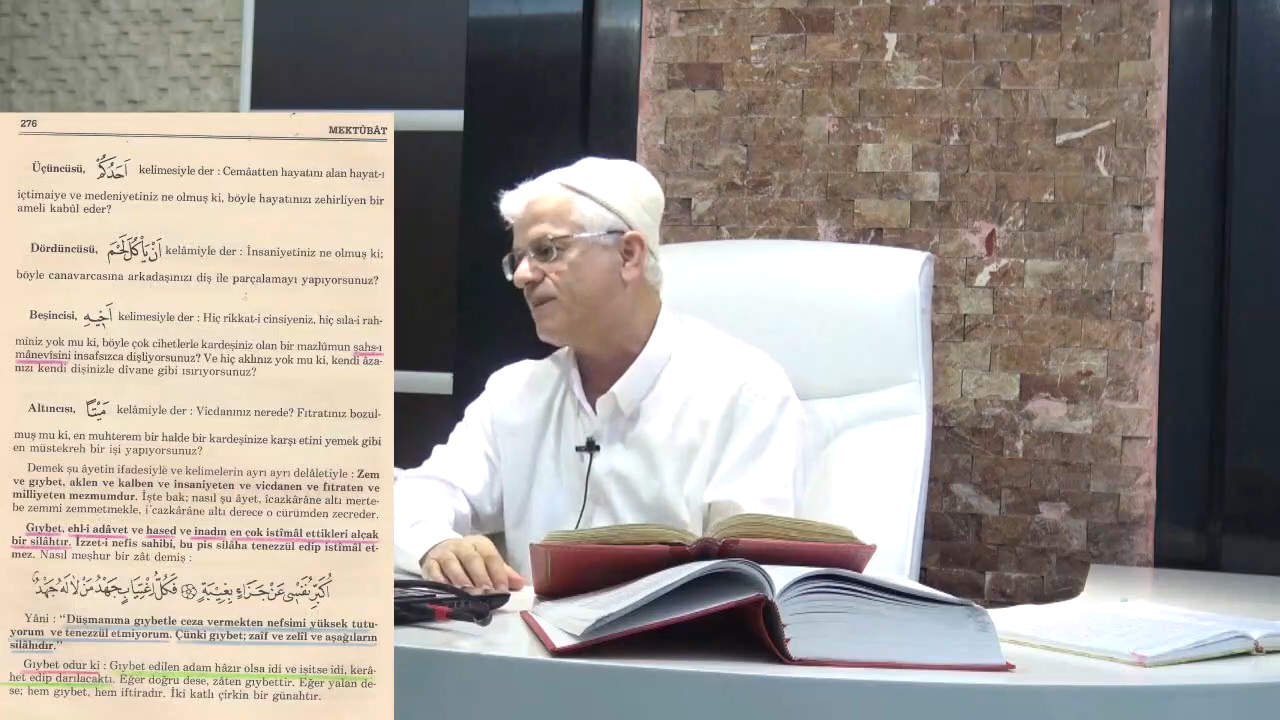 276
MEKTÛBÂT
Üçüncüsü, اَحَدُكُمْ kelimesiyle der : Cemâatten hayatını alan hayat-ı
içtimaiye ve medeniyetiniz ne olmuş ki, böyle hayatınızı zehirliyen bir
ameli kabûl eder?
Dördüncüsü, اَنْ يَاْكُلَ لَحْمَ kelâmiyle der : İnsaniyetiniz ne olmuş ki;
böyle canavarcasına arkadaşınızı diş ile parçalamayı yapıyorsunuz?
Beşincisi, اَخِيهِ kelimesiyle der : Hiç rikkat-i cinsiyeniz, hiç sıla-i rah-
miniz yok mu ki, böyle çok cihetlerle kardeşiniz olan bir mazlûmun şahs-ı
mânevîsini insafsızca dişliyorsunuz? Ve hiç aklınız yok mu ki, kendi âza-
nızı kendi dişinizle dîvane gibi ısırıyorsunuz?
Altıncısı, مَيْتًا kelâmiyle der : Vicdanınız nerede? Fıtratınız bozul-
muş mu ki, en muhterem bir halde bir kardeşinize karşı etini yemek gibi
en müstekreh bir işi yapıyorsunuz?
Demek şu âyetin ifadesiyle ve kelimelerin ayrı ayrı delâletiyle : Zem
ve gıybet, aklen ve kalben ve insaniyeten ve vicdanen ve fıtraten ve
milliyeten mezmumdur. İşte bak; nasıl şu âyet, îcazkârâne altı merte-
be zemmi zemmetmekle, i'cazkârâne altı derece o cürümden zecreder.
Gıybet, ehl-i adâvet ve hased ve inadın en çok istîmâl ettikleri alçak
bir silâhtır. İzzet-i nefis sahibi, bu pis silâha tenezzül edip istîmâl et-
mez. Nasıl meşhur bir zât demiş :
اُكَبِّرُ نَفْسِى عَنْ جَزَاءٍ بِغِيْبَةٍ ۞ فَكُلُّ اغْتِيَابٍ جَهْدُ مَنْ لَا لَهُ جَهْدٌ
Yâni : "Düşmanıma gıybetle ceza vermekten nefsimi yüksek tutu-
yorum ve tenezzül etmiyorum. Çünki gıybet; zaîf ve zelîl ve aşağıların
silâhıdır."
Gıybet odur ki : Gıybet edilen adam hâzır olsa idi ve işitse idi, kerâ-
het edip darılacaktı. Eğer doğru dese, zâten gıybettir. Eğer yalan de-
se; hem gıybet, hem iftiradır. İki katlı çirkin bir günahtır.